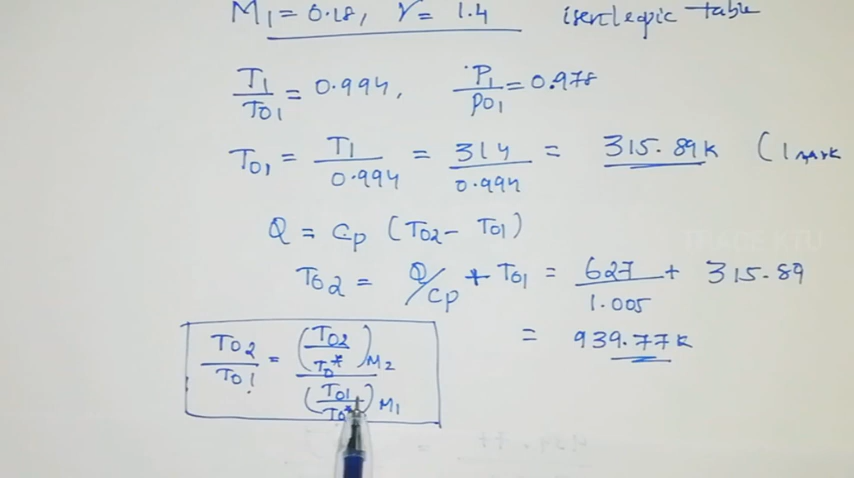 M1 = 0.18, γ = 1.4 isentropic table
T1/T01 = 0.994, P1/P01 = 0.978
T01 = T1/0.994 = 314/0.994 = 315.89K (1 mark
Q = Cp (T02 - T01)
T02 = Q/Cp + T01 = 627/1.005 + 315.89
= 939.77K
T02/T01 = (T02/T0*)M2 / (T01/T0*)M1